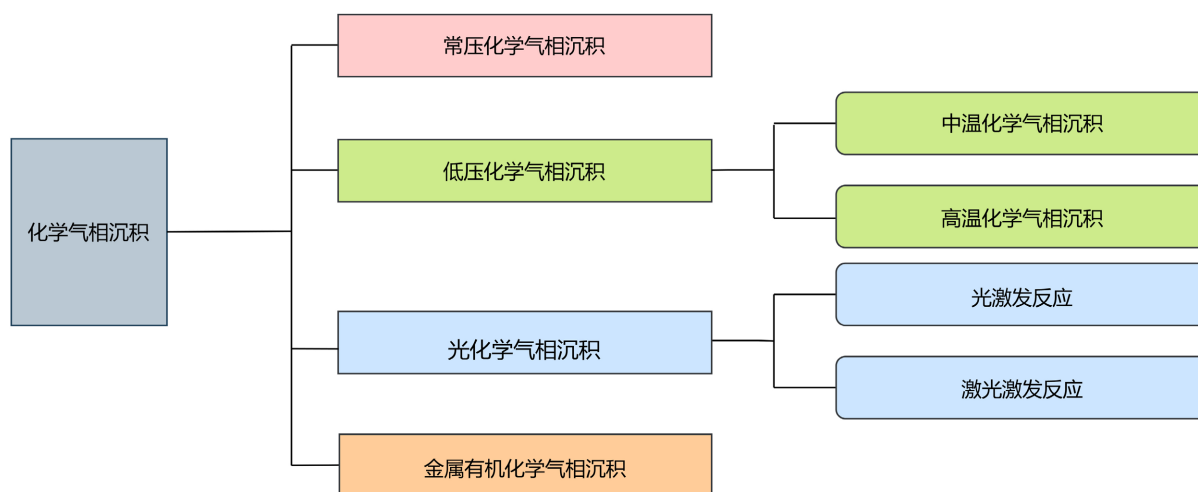 化学气相沉积
常压化学气相沉积
低压化学气相沉积
中温化学气相沉积
高温化学气相沉积
光化学气相沉积
光激发反应
激光激发反应
金属有机化学气相沉积